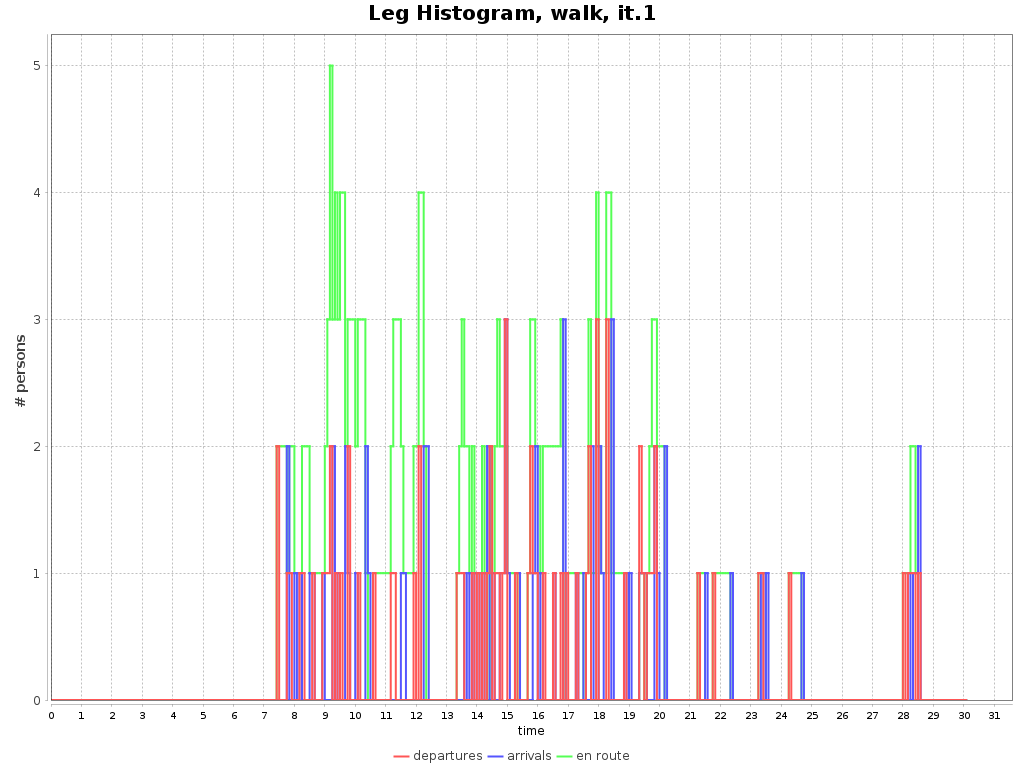 Leg Histogram, walk, it.1
# persons
5
4
3
2
1
0
0 1 2 3 4 5 6 7 8 9 10 11 12 13 14 15 16 17 18 19 20 21 22 23 24 25 26 27 28 29 30 31
time
departures arrivals en route